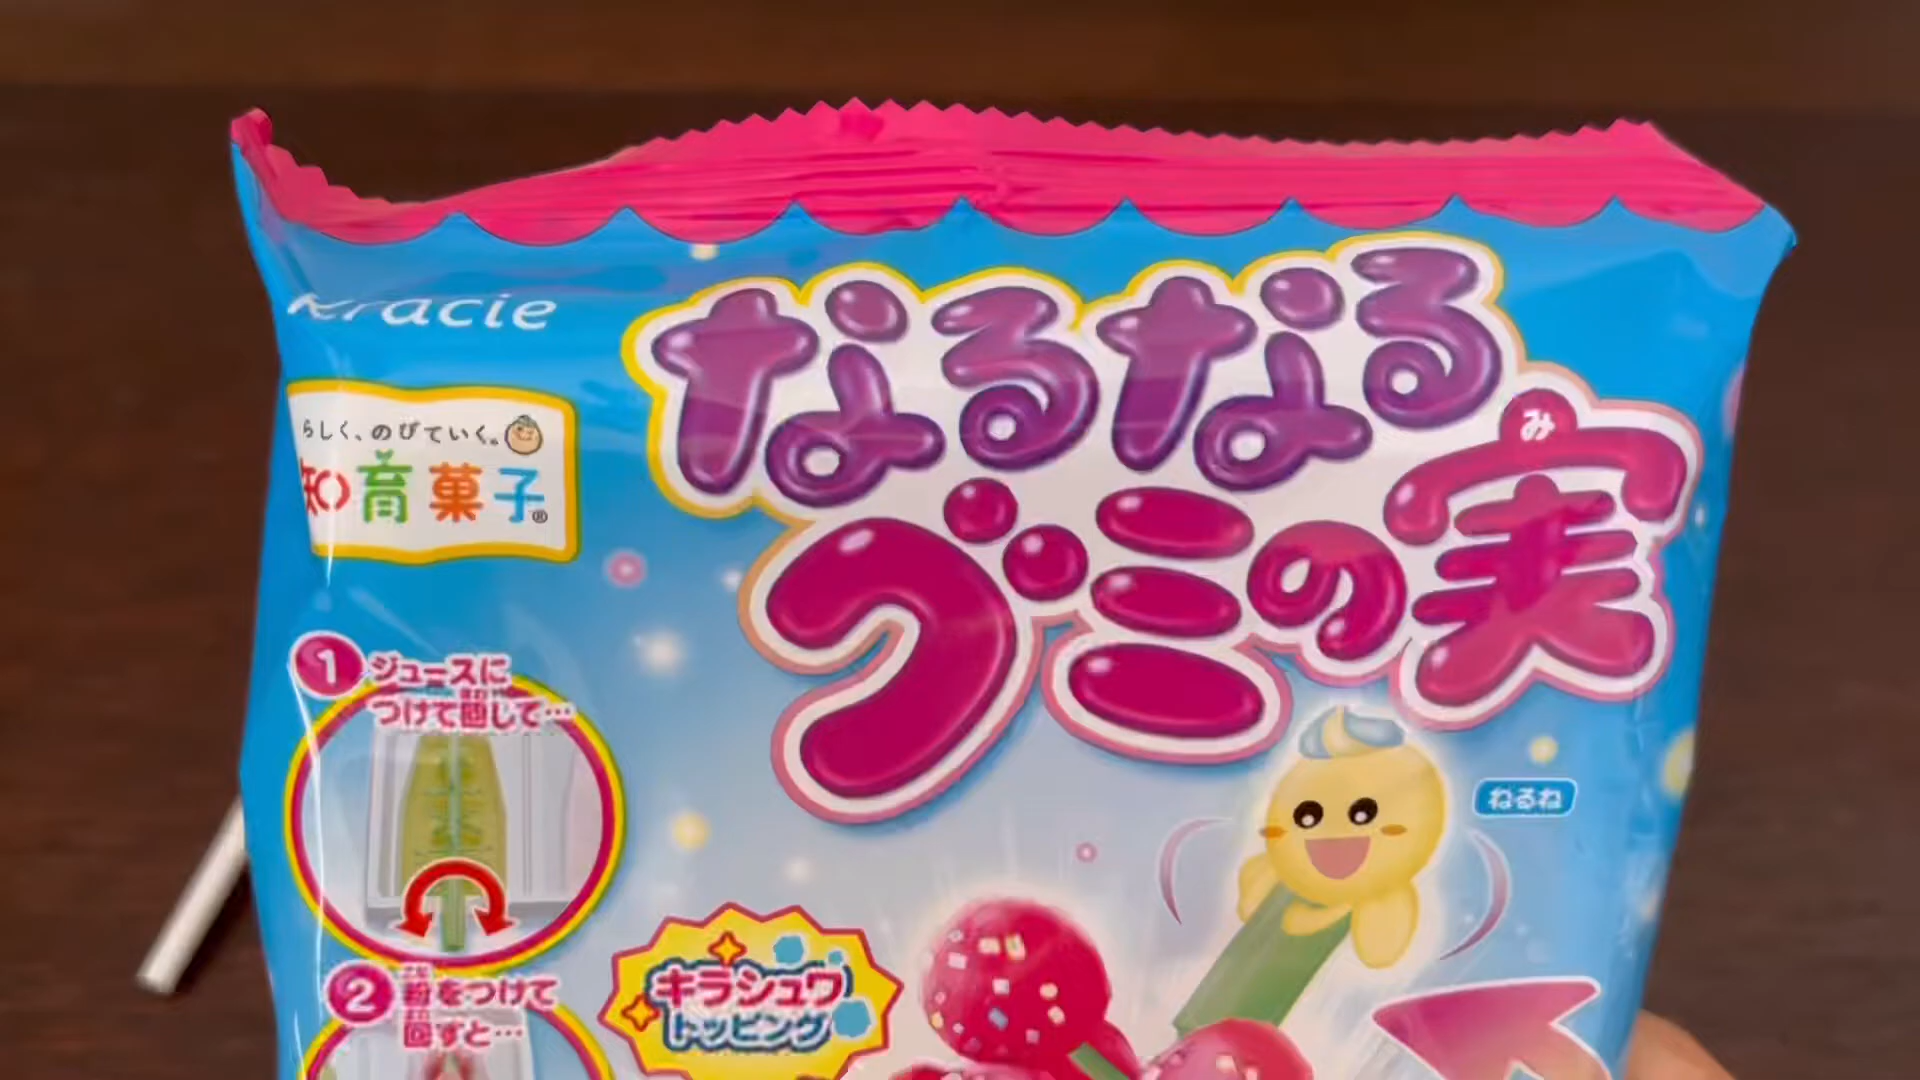 Kracie
なるなる
グミの実
み
らしく、のびていく。
知育菓子®
1 ジュースに
つけて回して…
ねるね
キラシュワ
トッピング
2 粉をつけて
回すと…